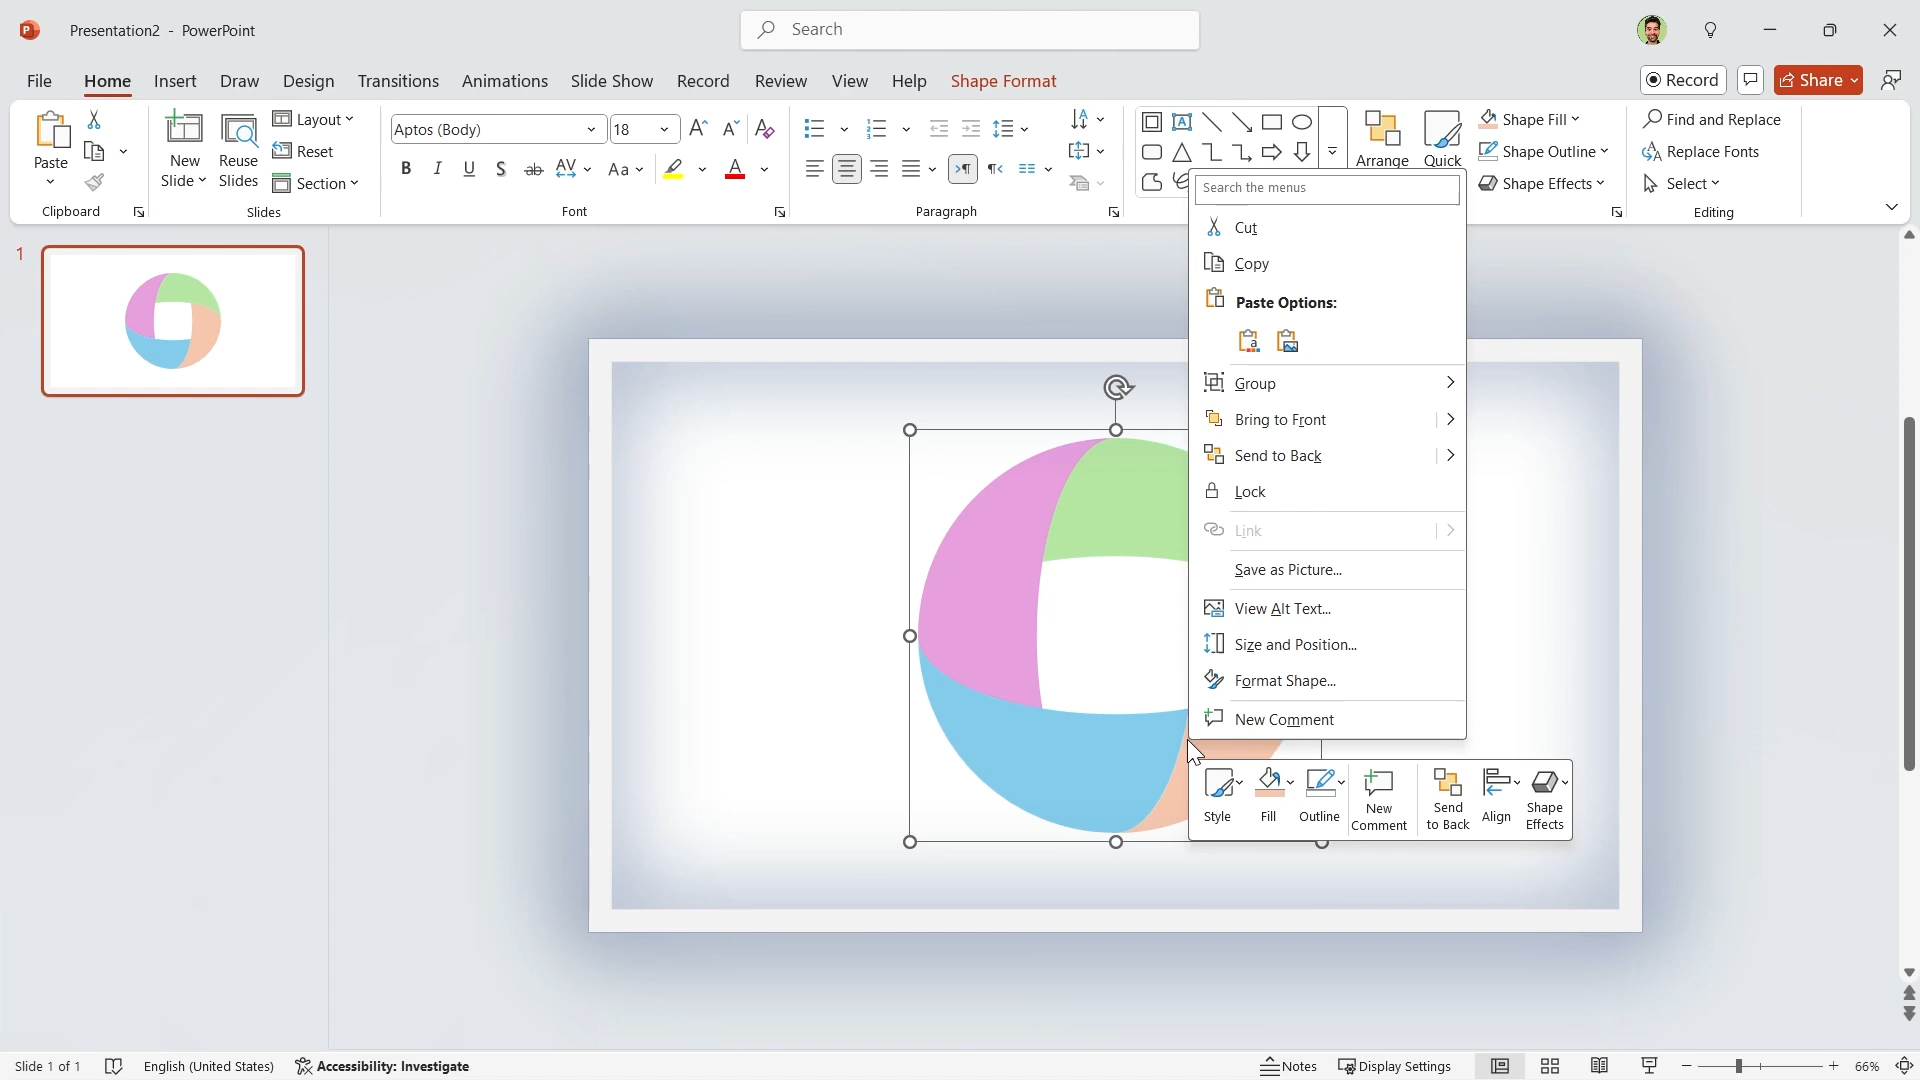 Presentation2 - PowerPoint
Search
File Home Insert Draw Design Transitions Animations Slide Show Record Review View Help Shape Format
Record
Share
Paste
New Slide
Reuse Slides
Layout
Reset
Section
Aptos (Body) 18
Arrange
Quick
Shape Fill
Shape Outline
Shape Effects
Find and Replace
Replace Fonts
Select
Clipboard
Slides
Font
Paragraph
Editing
1
Search the menus
Cut
Copy
Paste Options:
Group
Bring to Front
Send to Back
Lock
Link
Save as Picture...
View Alt Text...
Size and Position...
Format Shape...
New Comment
Style
Fill
Outline
New Comment
Send to Back
Align
Shape Effects
Slide 1 of 1 English (United States) Accessibility: Investigate Notes Display Settings 66%